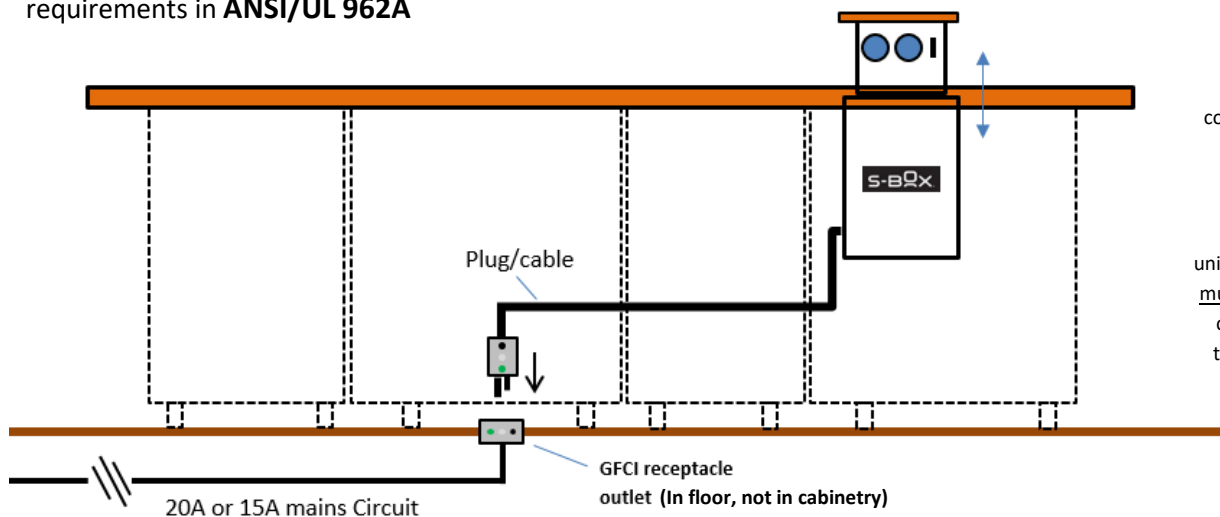 requirements in ANSI/UL 962A
S-BOX
Plug/cable
GFCI receptacle
outlet (In floor, not in cabinetry)
20A or 15A mains Circuit